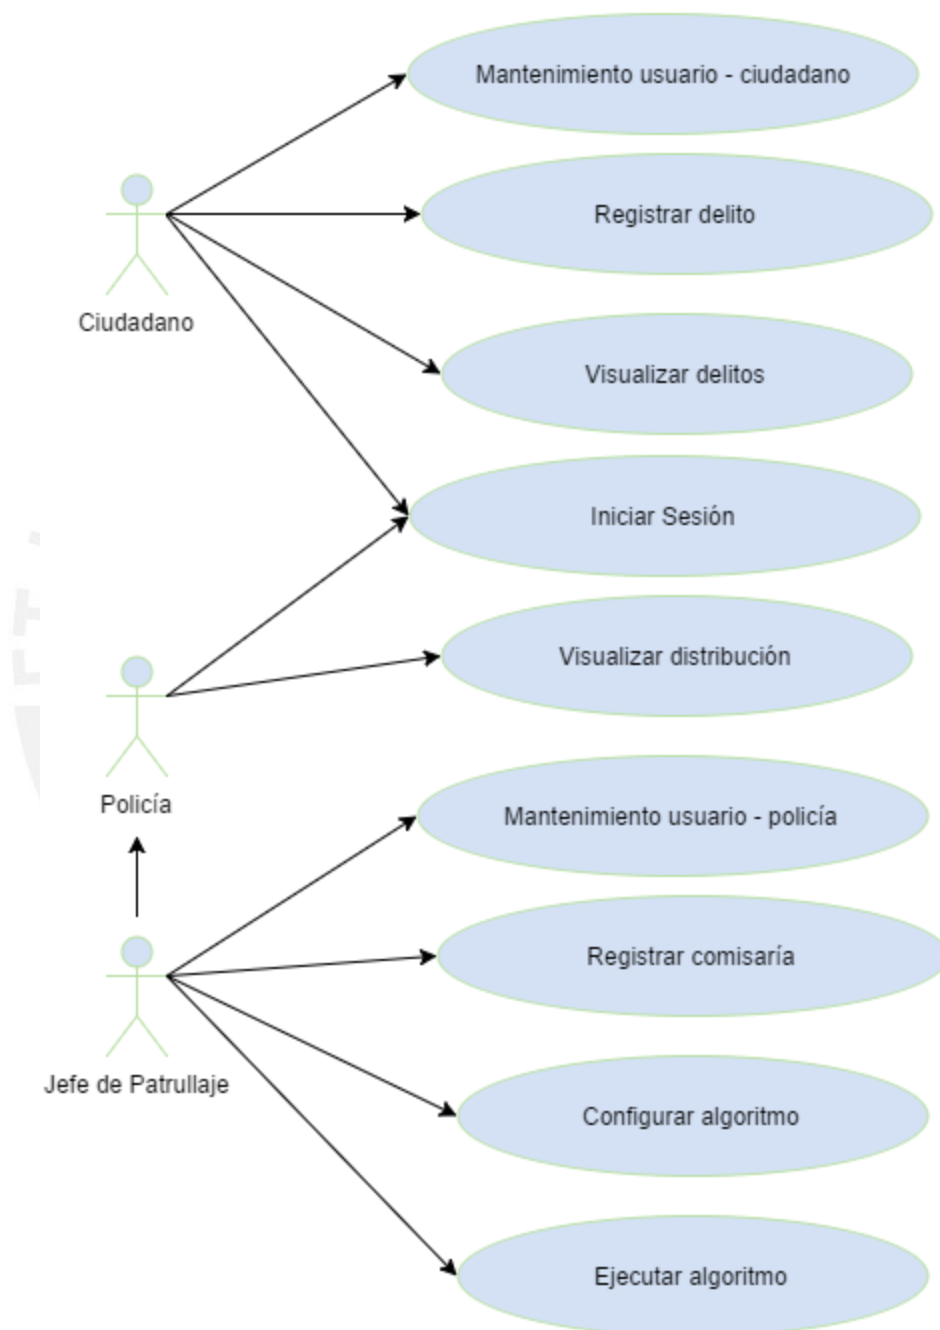 Mantenimiento usuario - ciudadano
Registrar delito
Ciudadano
Visualizar delitos
Iniciar Sesión
Visualizar distribución
Policía
Mantenimiento usuario - policía
Registrar comisaría
Jefe de Patrullaje
Configurar algoritmo
Ejecutar algoritmo